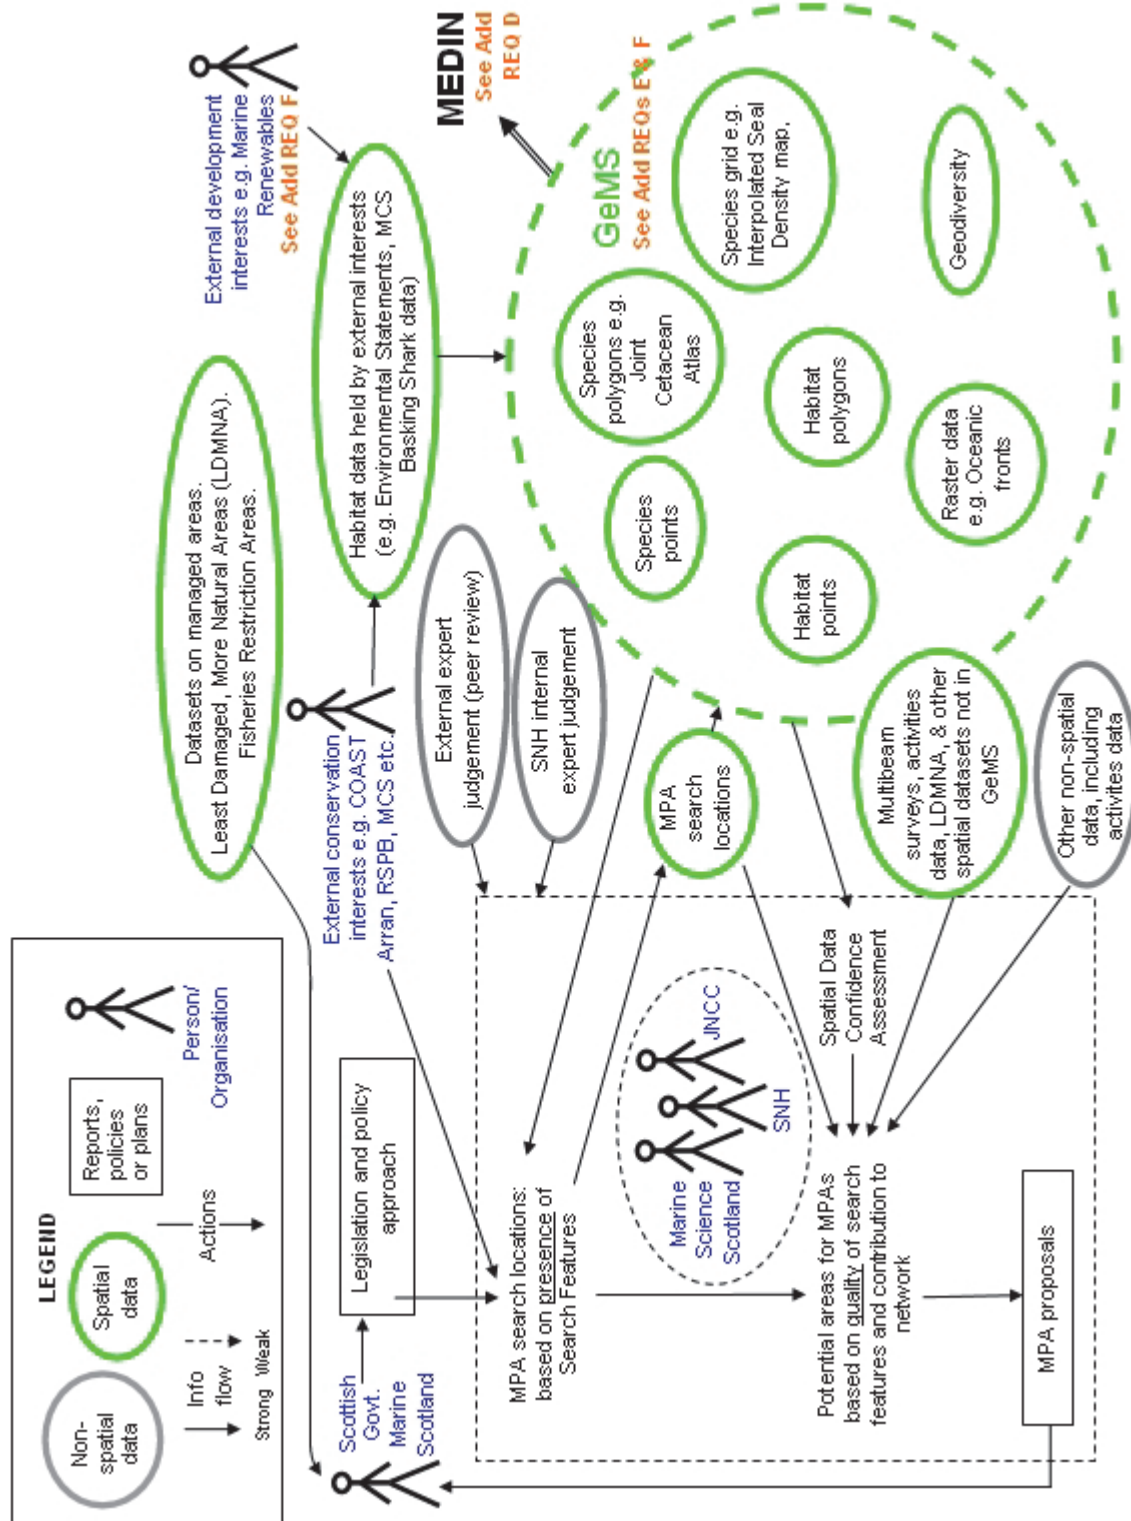 LEGEND
Non-
spatial
data
Spatial
data
Reports,
policies
or plans
Person/
Organisation
Info
flow
Strong
Weak
Actions
Datasets on managed areas.
Least Damaged, More Natural Areas (LDMNA).
Fisheries Restriction Areas.
External development
interests e.g. Marine
Renewables
See Add REQ F
Scottish
Govt.
Marine
Scotland
Legislation and policy
approach
External conservation
interests e.g. COAST
Arran, RSPB, MCS etc.
Habitat data held by external interests
(e.g. Environmental Statements, MCS
Basking Shark data)
External expert
judgement (peer review)
SNH internal
expert judgement
MEDIN
See Add
REQ D
MPA search locations:
based on presence of
Search Features
MPA
search
locations
GeMS
See Add REQs E & F
Species
points
Species
polygons e.g.
Joint
Cetacean
Atlas
Species grid e.g.
Interpolated Seal
Density map,
Marine
Science
Scotland
SNH
JNCC
Habitat
points
Habitat
polygons
Raster data
e.g. Oceanic
fronts
Geodiversity
Potential areas for MPAs
based on quality of search
features and contribution to
network
Spatial Data
Confidence
Assessment
Multibeam
surveys, activities
data, LDMNA, & other
spatial datasets not in
GeMS
Other non-spatial
data, including
activites data
MPA proposals